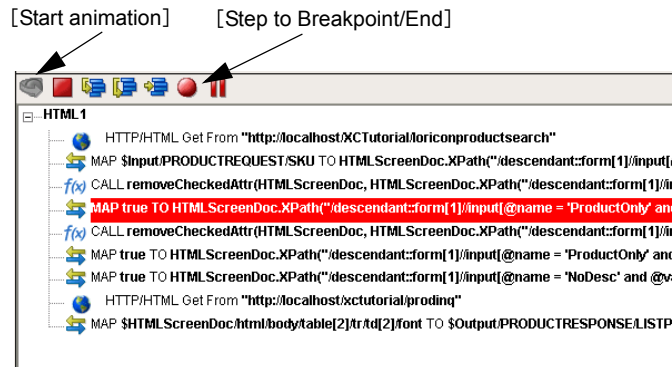 [Start animation] [Step to Breakpoint/End]
HTML1
HTTP/HTML Get From "http://localhost/XCTutorial/loriconproductsearch"
MAP $Input/PRODUCTREQUEST/SKU TO HTMLScreenDoc.XPath("/descendant::form[1]//input[
f(x) CALL removeCheckedAttr(HTMLScreenDoc, HTMLScreenDoc.XPath("/descendant::form[1]//i
MAP true TO HTMLScreenDoc.XPath("/descendant::form[1]//input[@name = 'ProductOnly' an
f(x) CALL removeCheckedAttr(HTMLScreenDoc, HTMLScreenDoc.XPath("/descendant::form[1]//i
MAP true TO HTMLScreenDoc.XPath("/descendant::form[1]//input[@name = 'ProductOnly' and
MAP true TO HTMLScreenDoc.XPath("/descendant::form[1]//input[@name = 'NoDesc' and @v
HTTP/HTML Get From "http://localhost/xctutorial/prodinq"
MAP $HTMLScreenDoc/html/body/table[2]/tr/td[2]/font TO $Output/PRODUCTRESPONSE/LISTP